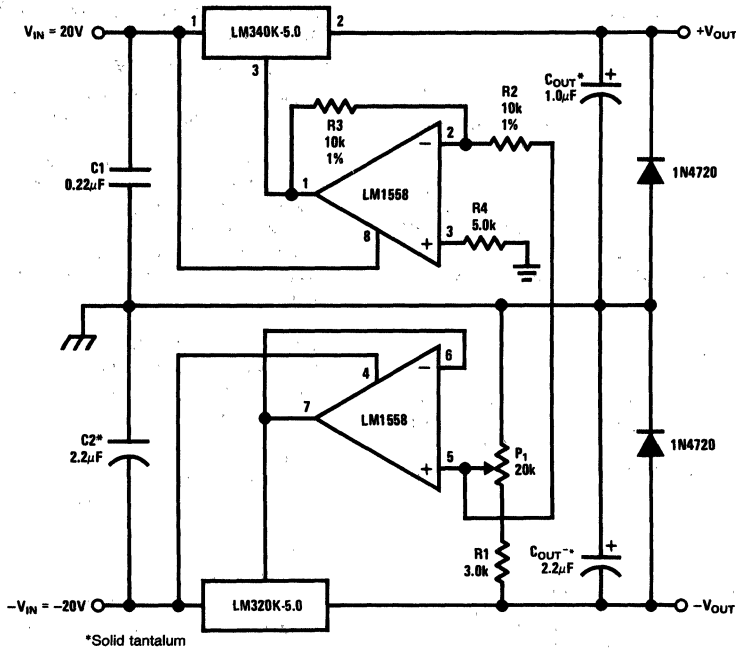 V_IN = 20V
1
LM340K-5.0
2
+V_OUT
3
C_OUT*
1.0µF
+
R3
10k
1%
R2
10k
1%
2
−
C1
0.22µF
1
LM1558
1N4720
8
+
3
R4
5.0k
6
−
4
7
LM1558
C2*
2.2µF
5
+
P₁
20k
1N4720
R1
3.0k
C_OUT⁻*
2.2µF
+
−V_IN = −20V
LM320K-5.0
−V_OUT
*Solid tantalum